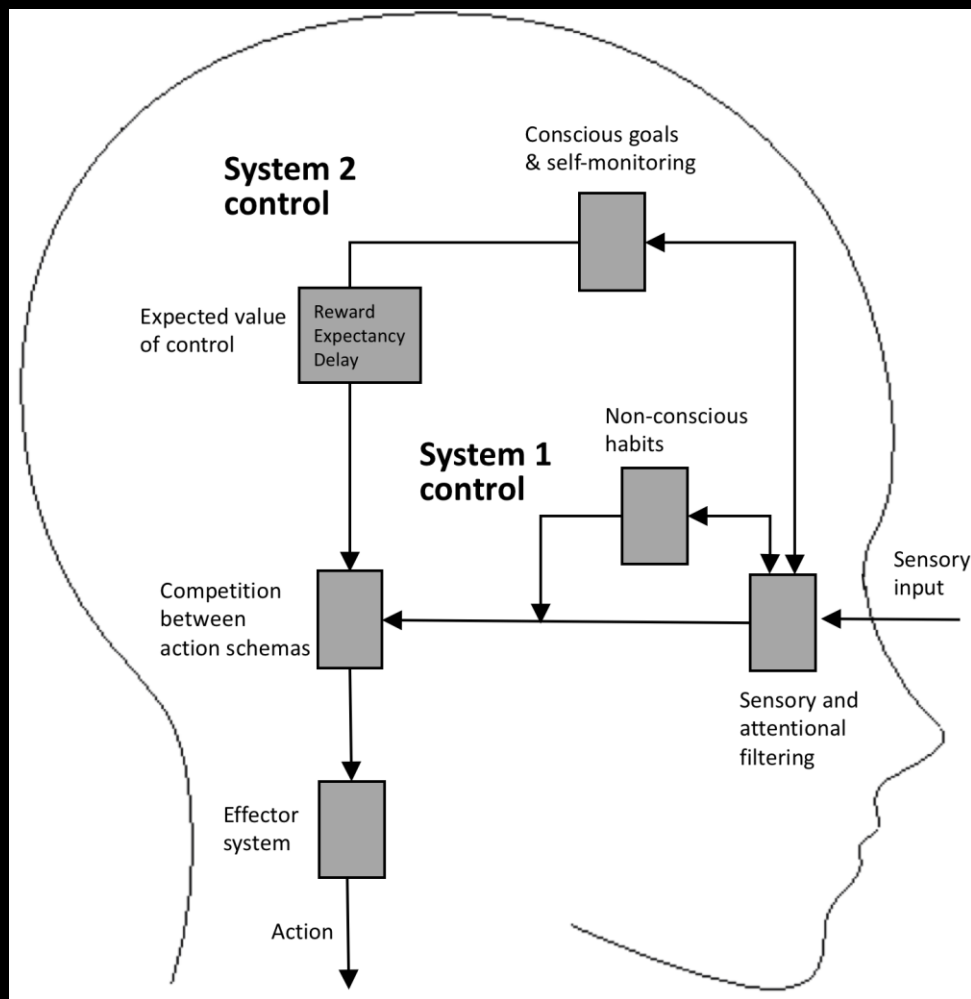 Conscious goals
& self-monitoring
System 2
control
Expected value
of control
Reward
Expectancy
Delay
Non-conscious
habits
System 1
control
Sensory
input
Competition
between
action schemas
Sensory and
attentional
filtering
Effector
system
Action